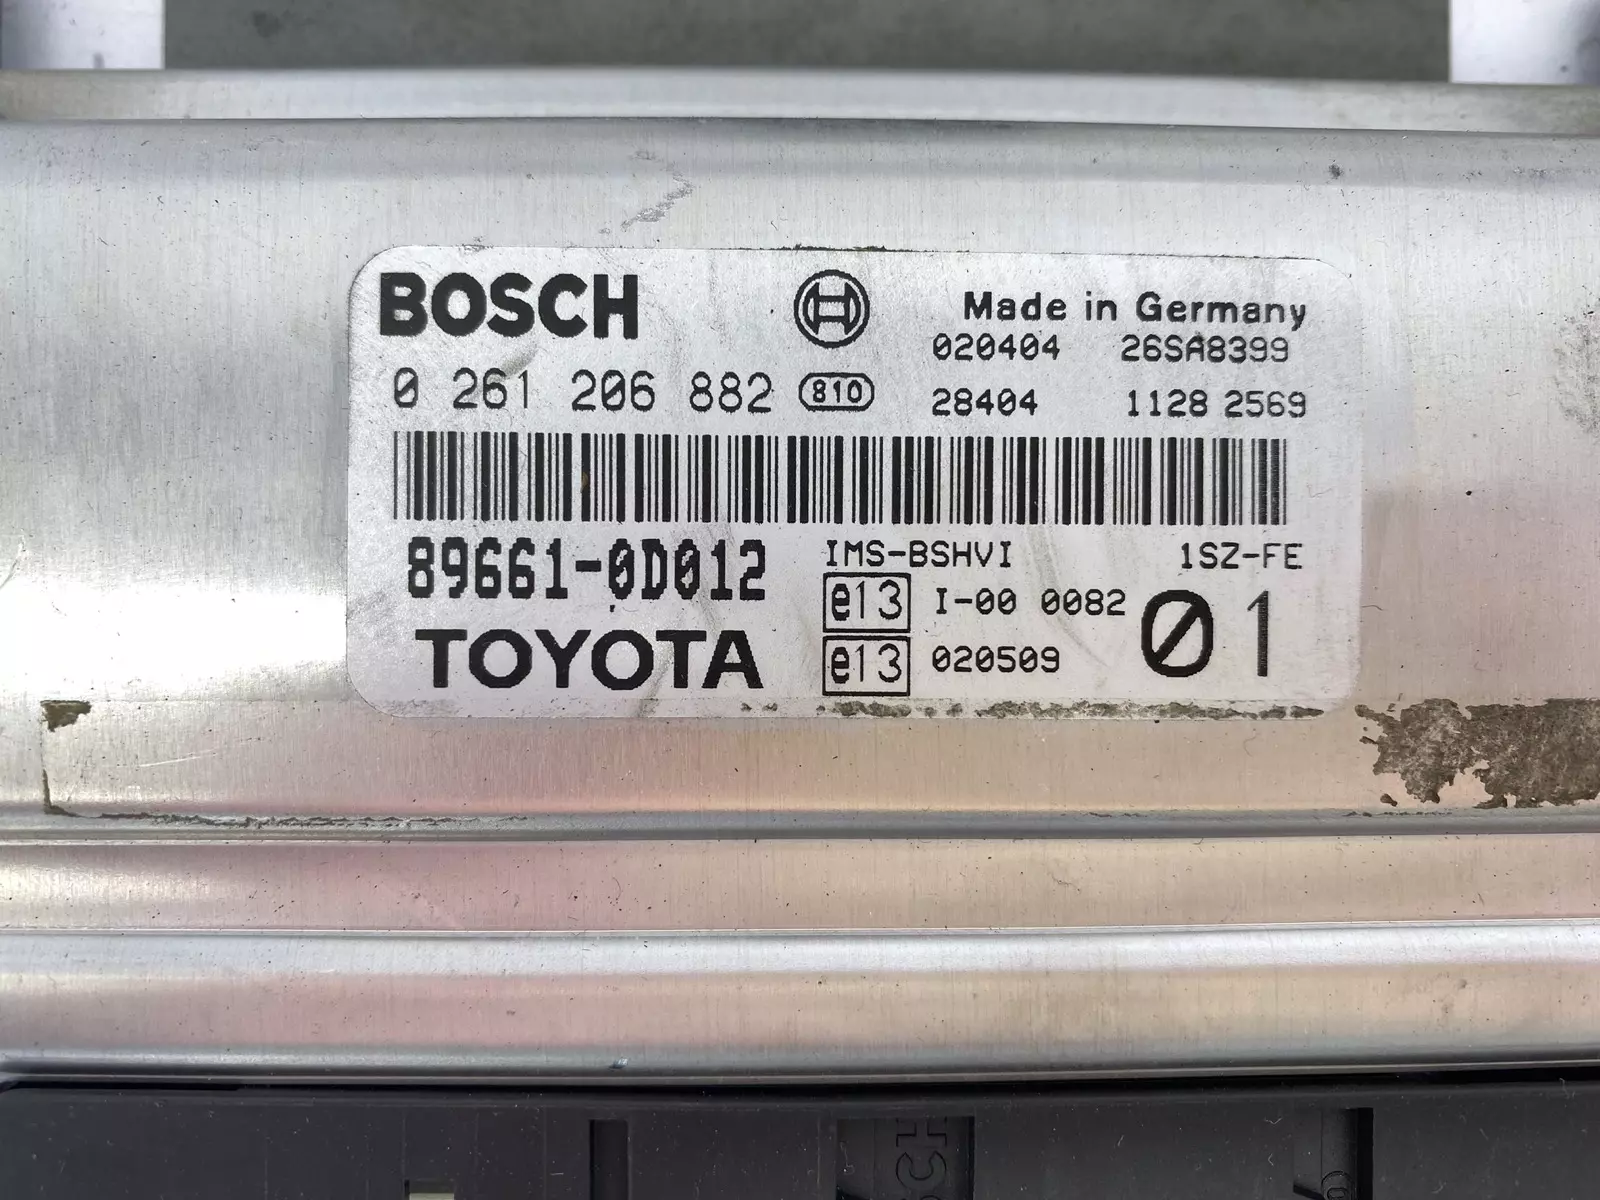 BOSCH
Made in Germany
020404 26SA8399
0 261 206 882 810 28404 1128 2569
89661-0D012 IMS-BSHVI 1SZ-FE
e13 I-00 0082
TOYOTA e13 020509 01